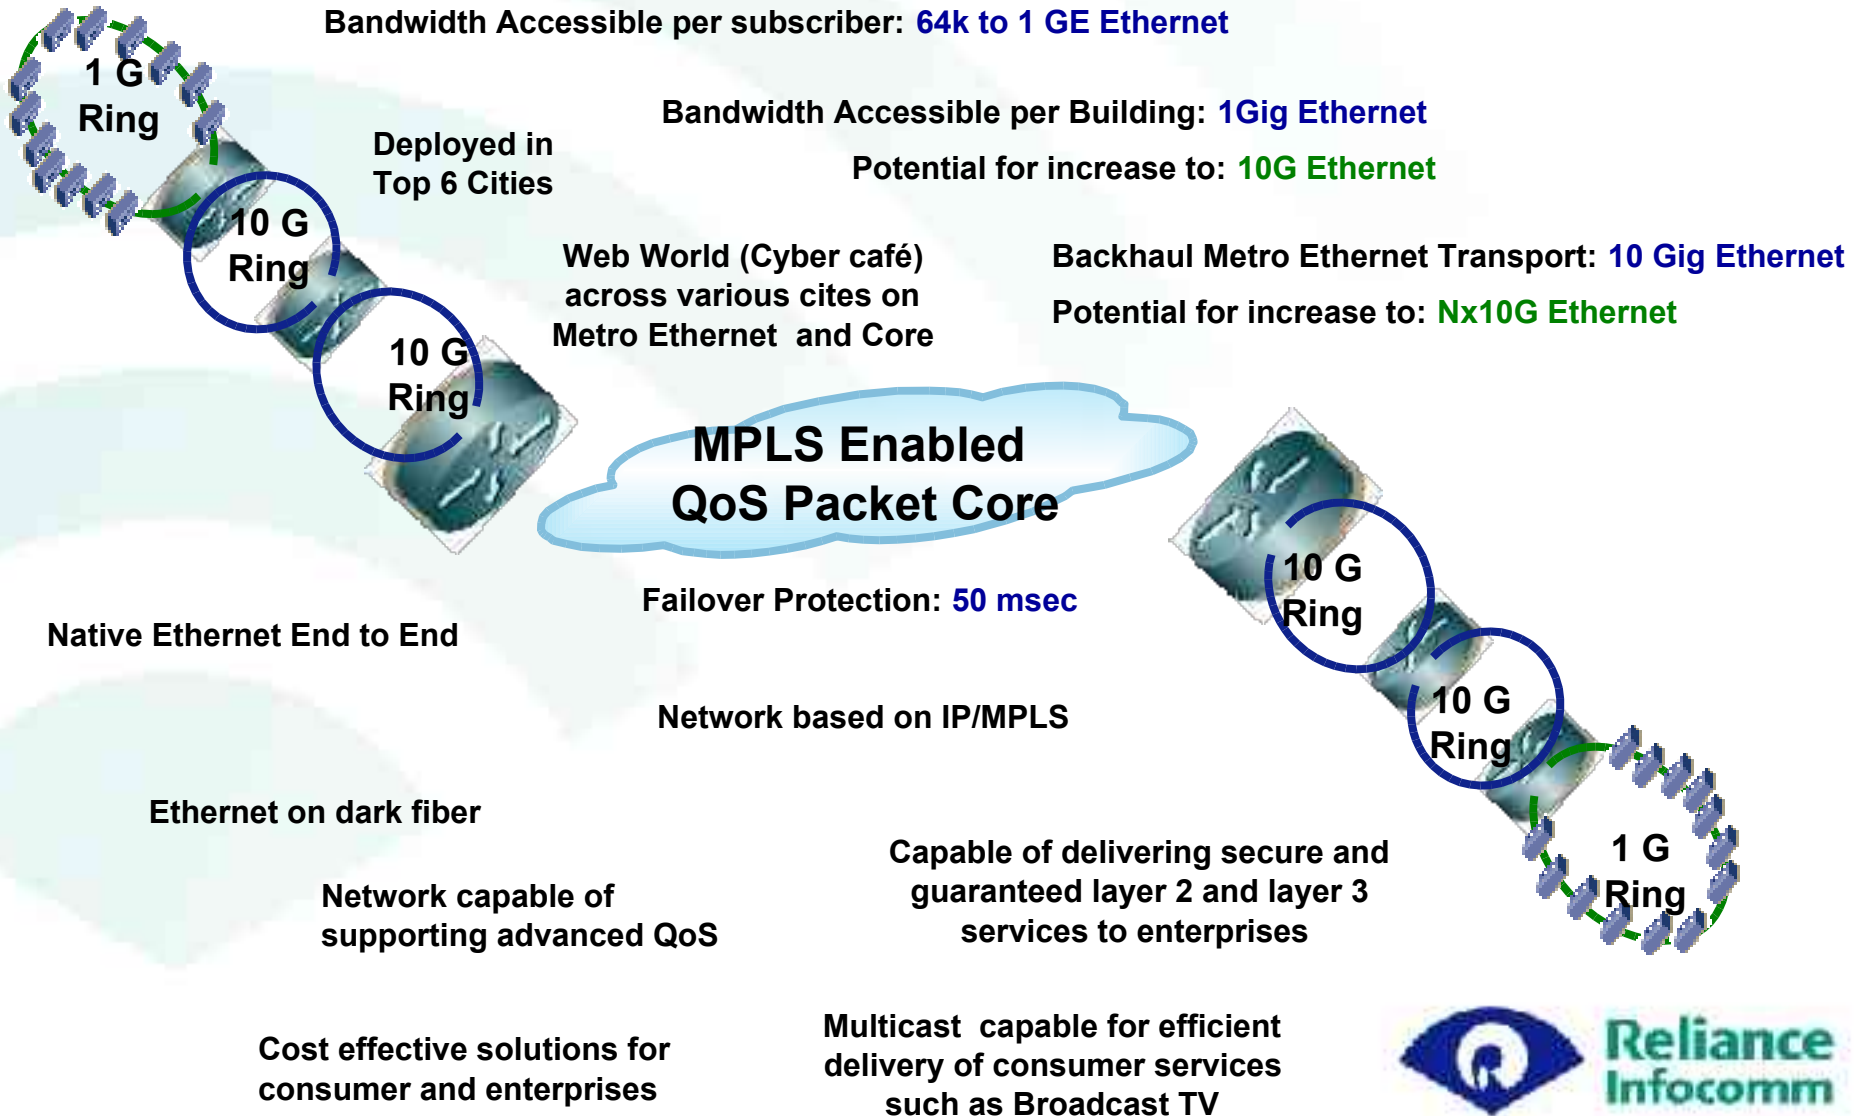 Bandwidth Accessible per subscriber: 64k to 1 GE Ethernet
1 G
Ring
Bandwidth Accessible per Building: 1Gig Ethernet
Potential for increase to: 10G Ethernet
Deployed in
Top 6 Cities
10 G
Ring
Web World (Cyber café)
across various cites on
Metro Ethernet and Core
Backhaul Metro Ethernet Transport: 10 Gig Ethernet
Potential for increase to: Nx10G Ethernet
10 G
Ring
MPLS Enabled
QoS Packet Core
10 G
Ring
Failover Protection: 50 msec
Native Ethernet End to End
Network based on IP/MPLS
10 G
Ring
Ethernet on dark fiber
1 G
Ring
Capable of delivering secure and
guaranteed layer 2 and layer 3
services to enterprises
Network capable of
supporting advanced QoS
Cost effective solutions for
consumer and enterprises
Multicast capable for efficient
delivery of consumer services
such as Broadcast TV
Reliance
Infocomm